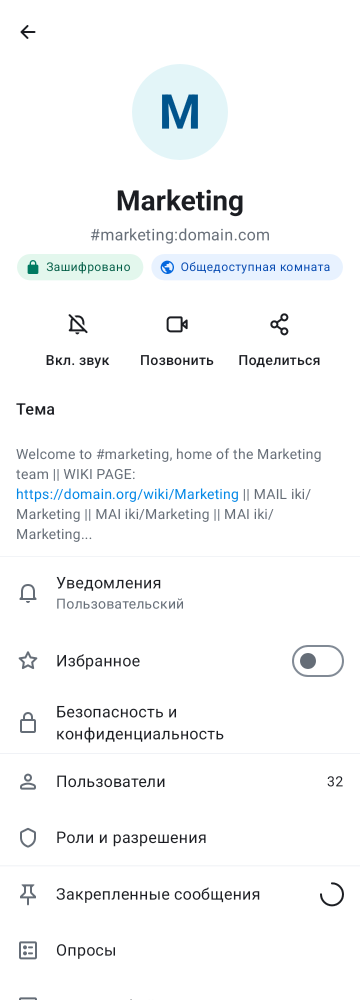 M
Marketing
#marketing:domain.com
Зашифровано
Общедоступная комната
Вкл. звук
Позвонить
Поделиться
Тема
Welcome to #marketing, home of the Marketing
team || WIKI PAGE:
https://domain.org/wiki/Marketing || MAIL iki/
Marketing || MAI iki/Marketing || MAI iki/
Marketing...
Уведомления
Пользовательский
Избранное
Безопасность и
конфиденциальность
Пользователи
32
Роли и разрешения
Закрепленные сообщения
Опросы